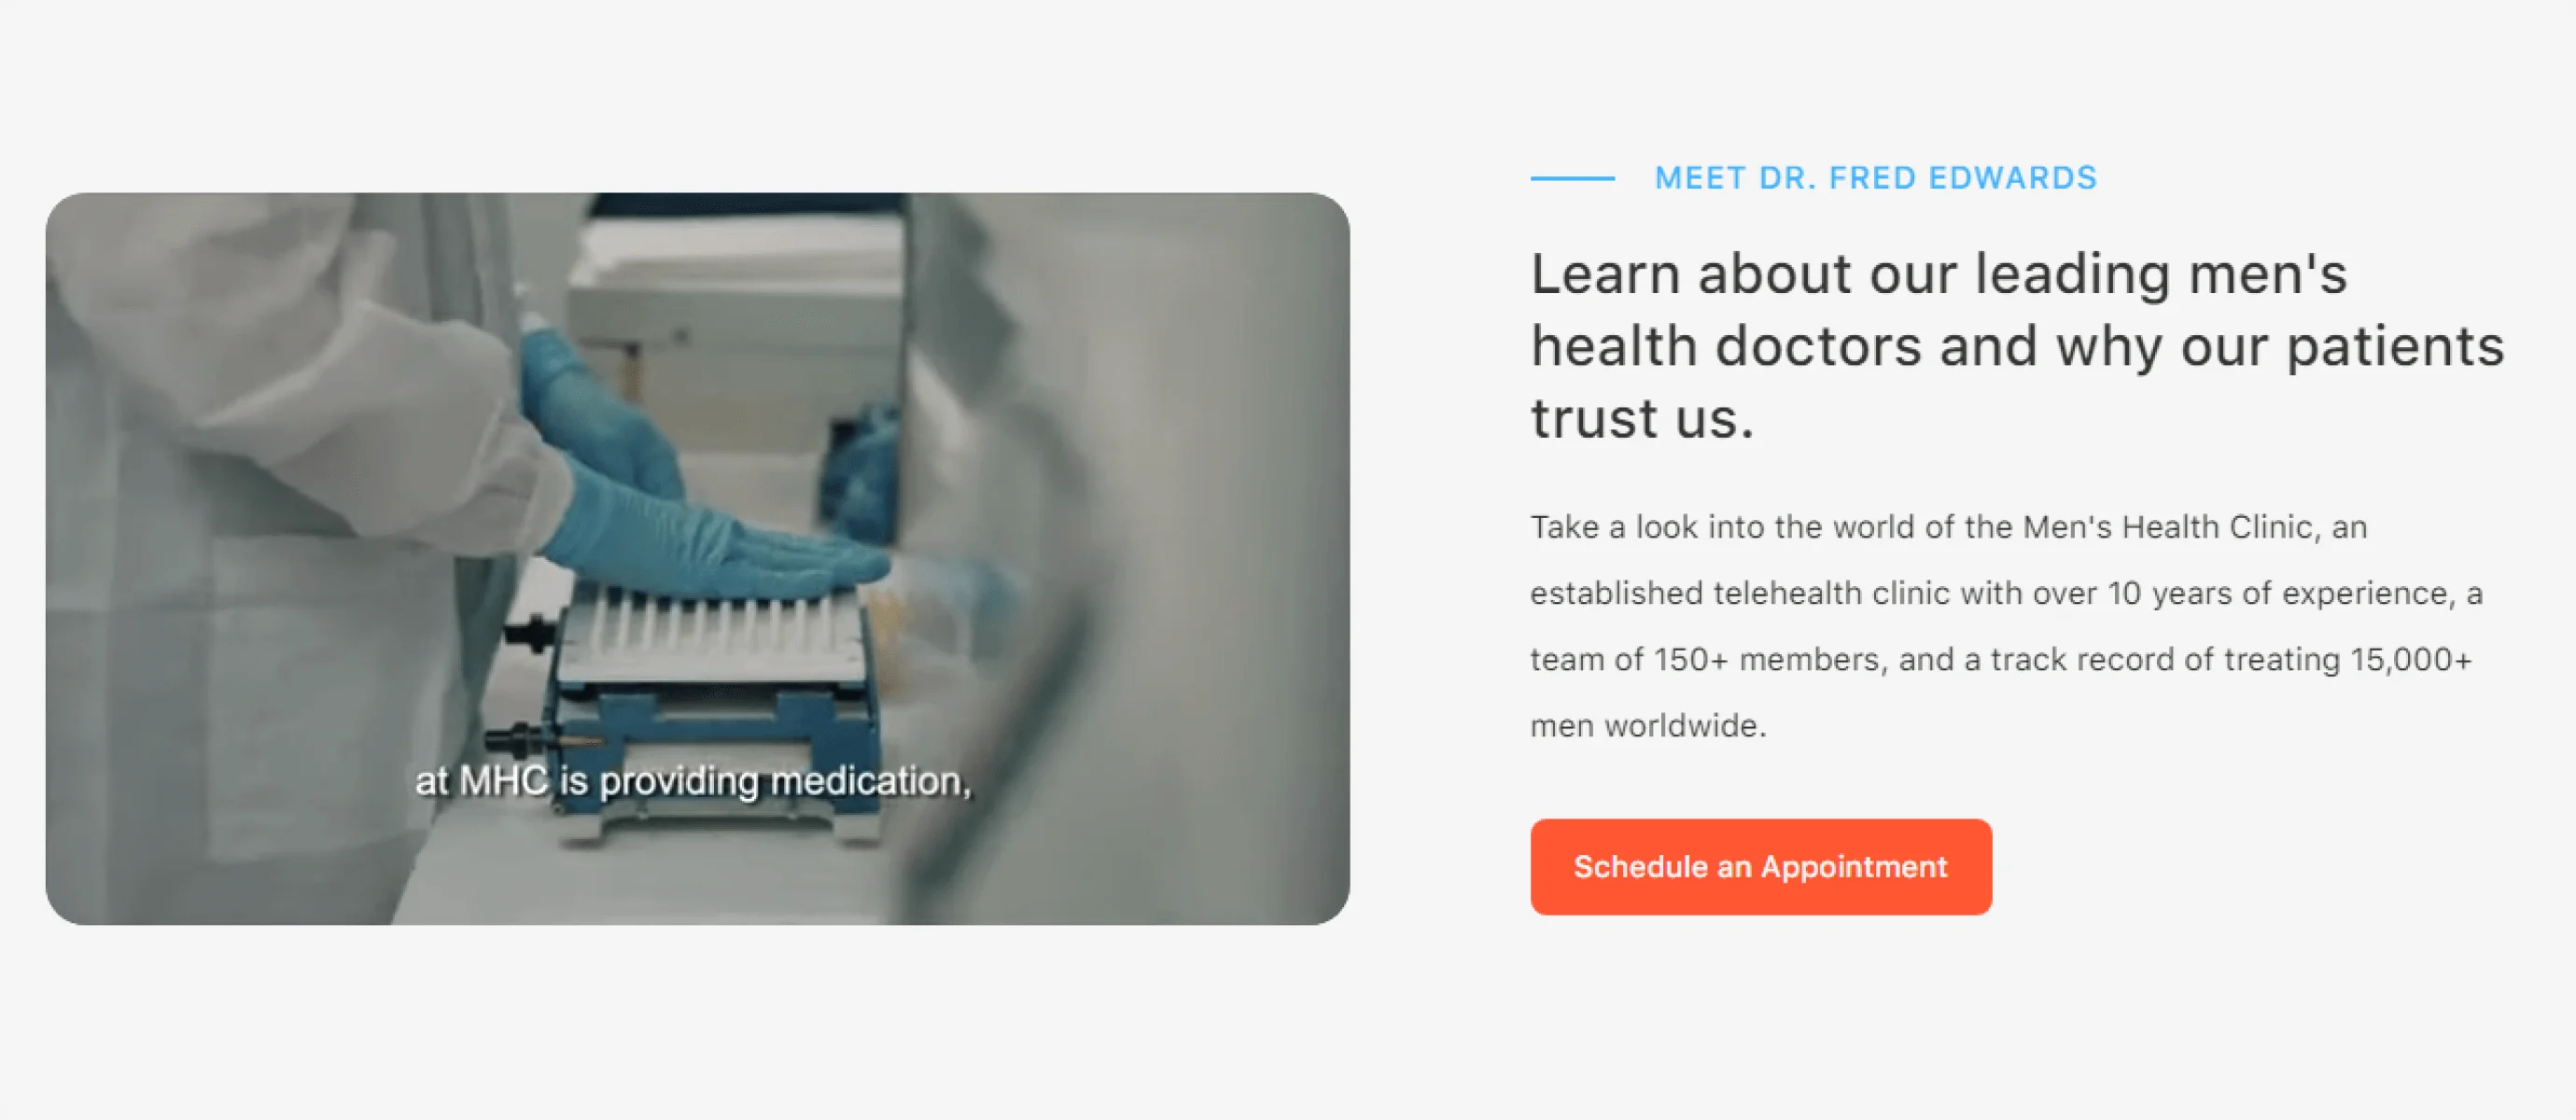 at MHC is providing medication,
MEET DR. FRED EDWARDS
Learn about our leading men's
health doctors and why our patients
trust us.
Take a look into the world of the Men's Health Clinic, an
established telehealth clinic with over 10 years of experience, a
team of 150+ members, and a track record of treating 15,000+
men worldwide.
Schedule an Appointment